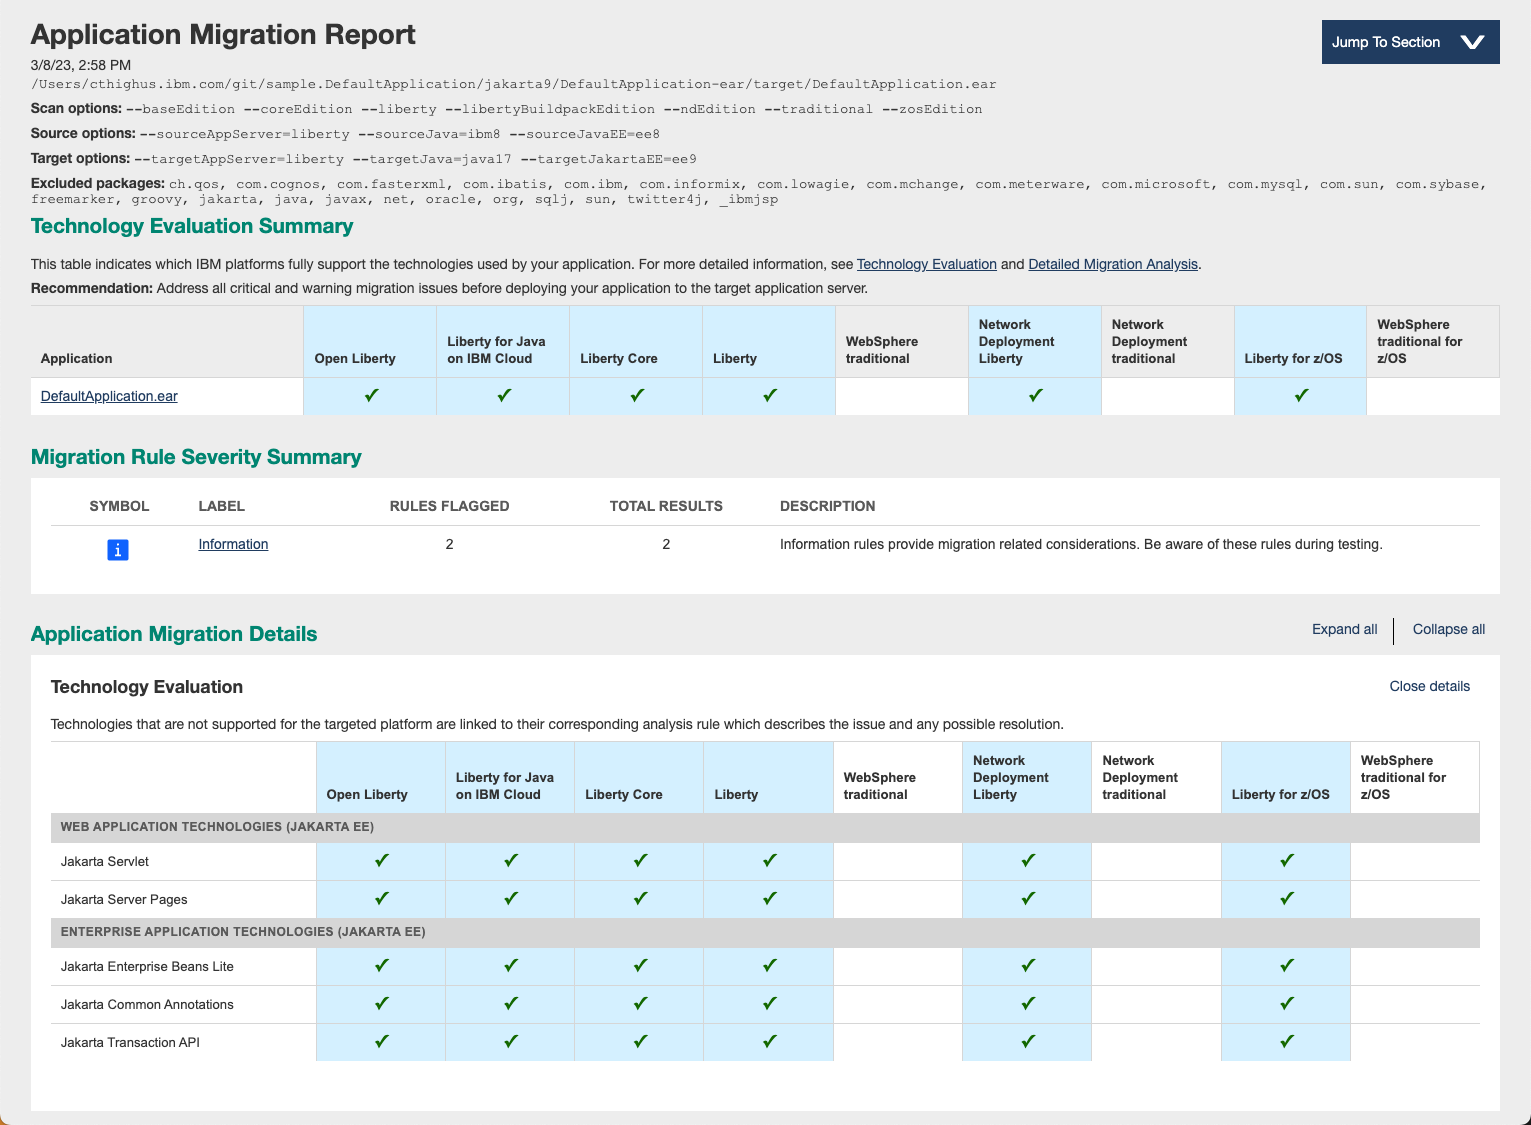 Application Migration Report
Jump To Section
3/8/23, 2:58 PM
/Users/cthighus.ibm.com/git/sample.DefaultApplication/jakarta9/DefaultApplication-ear/target/DefaultApplication.ear
Scan options: --baseEdition --coreEdition --liberty --libertyBuildpackEdition --ndEdition --traditional --zosEdition
Source options: --sourceAppServer=liberty --sourceJava=ibm8 --sourceJavaEE=ee8
Target options: --targetAppServer=liberty --targetJava=java17 --targetJakartaEE=ee9
Excluded packages: ch.qos, com.cognos, com.fasterxml, com.ibatis, com.ibm, com.informix, com.lowagie, com.mchange, com.meterware, com.microsoft, com.mysql, com.sun, com.sybase,
freemarker, groovy, jakarta, java, javax, net, oracle, org, sqlj, sun, twitter4j, _ibmjsp
Technology Evaluation Summary
This table indicates which IBM platforms fully support the technologies used by your application. For more detailed information, see Technology Evaluation and Detailed Migration Analysis.
Recommendation: Address all critical and warning migration issues before deploying your application to the target application server.
Application
Open Liberty
Liberty for Java
on IBM Cloud
Liberty Core
Liberty
WebSphere
traditional
Network
Deployment
Liberty
Network
Deployment
traditional
Liberty for z/OS
WebSphere
traditional for
z/OS
DefaultApplication.ear ✓ ✓ ✓ ✓ ✓ ✓
Migration Rule Severity Summary
SYMBOL LABEL RULES FLAGGED TOTAL RESULTS DESCRIPTION
i Information 2 2 Information rules provide migration related considerations. Be aware of these rules during testing.
Application Migration Details
Expand all | Collapse all
Technology Evaluation
Close details
Technologies that are not supported for the targeted platform are linked to their corresponding analysis rule which describes the issue and any possible resolution.
Open Liberty
Liberty for Java
on IBM Cloud
Liberty Core
Liberty
WebSphere
traditional
Network
Deployment
Liberty
Network
Deployment
traditional
Liberty for z/OS
WebSphere
traditional for
z/OS
WEB APPLICATION TECHNOLOGIES (JAKARTA EE)
Jakarta Servlet ✓ ✓ ✓ ✓ ✓ ✓
Jakarta Server Pages ✓ ✓ ✓ ✓ ✓ ✓
ENTERPRISE APPLICATION TECHNOLOGIES (JAKARTA EE)
Jakarta Enterprise Beans Lite ✓ ✓ ✓ ✓ ✓ ✓
Jakarta Common Annotations ✓ ✓ ✓ ✓ ✓ ✓
Jakarta Transaction API ✓ ✓ ✓ ✓ ✓ ✓